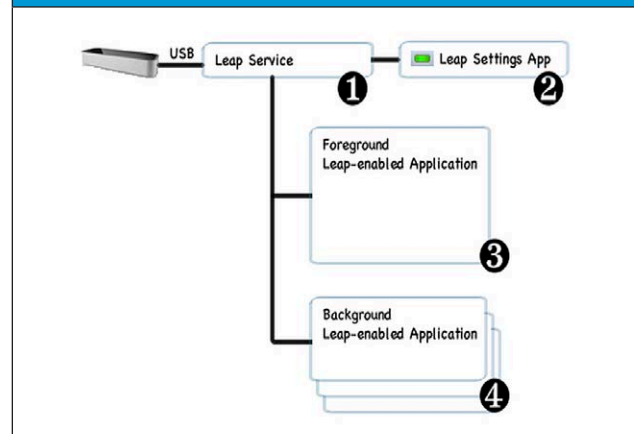 USB
Leap Service
1
Leap Settings App
2
Foreground
Leap-enabled Application
3
Background
Leap-enabled Application
4